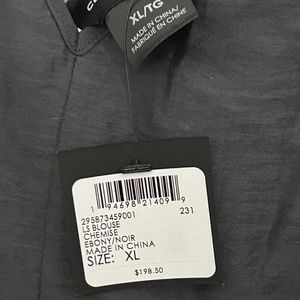 XL/TG
MADE IN CHINA/
FABRIQUÉ EN CHINE
1 94698 21409 9
295B73459001 231
LS BLOUSE
CHEMISE
EBONY/NOIR
MADE IN CHINA
SIZE: XL
$198.50